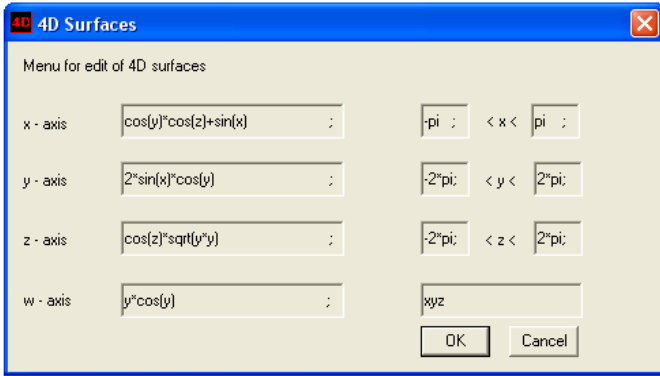 4D 4D Surfaces
Menu for edit of 4D surfaces
x - axis cos(y)*cos(z)+sin(x) ; -pi ; < x < pi ;
y - axis 2*sin(x)*cos(y) ; -2*pi; < y < 2*pi;
z - axis cos(z)*sqrt(y*y) ; -2*pi; < z < 2*pi;
w - axis y*cos(y) ; xyz
OK Cancel